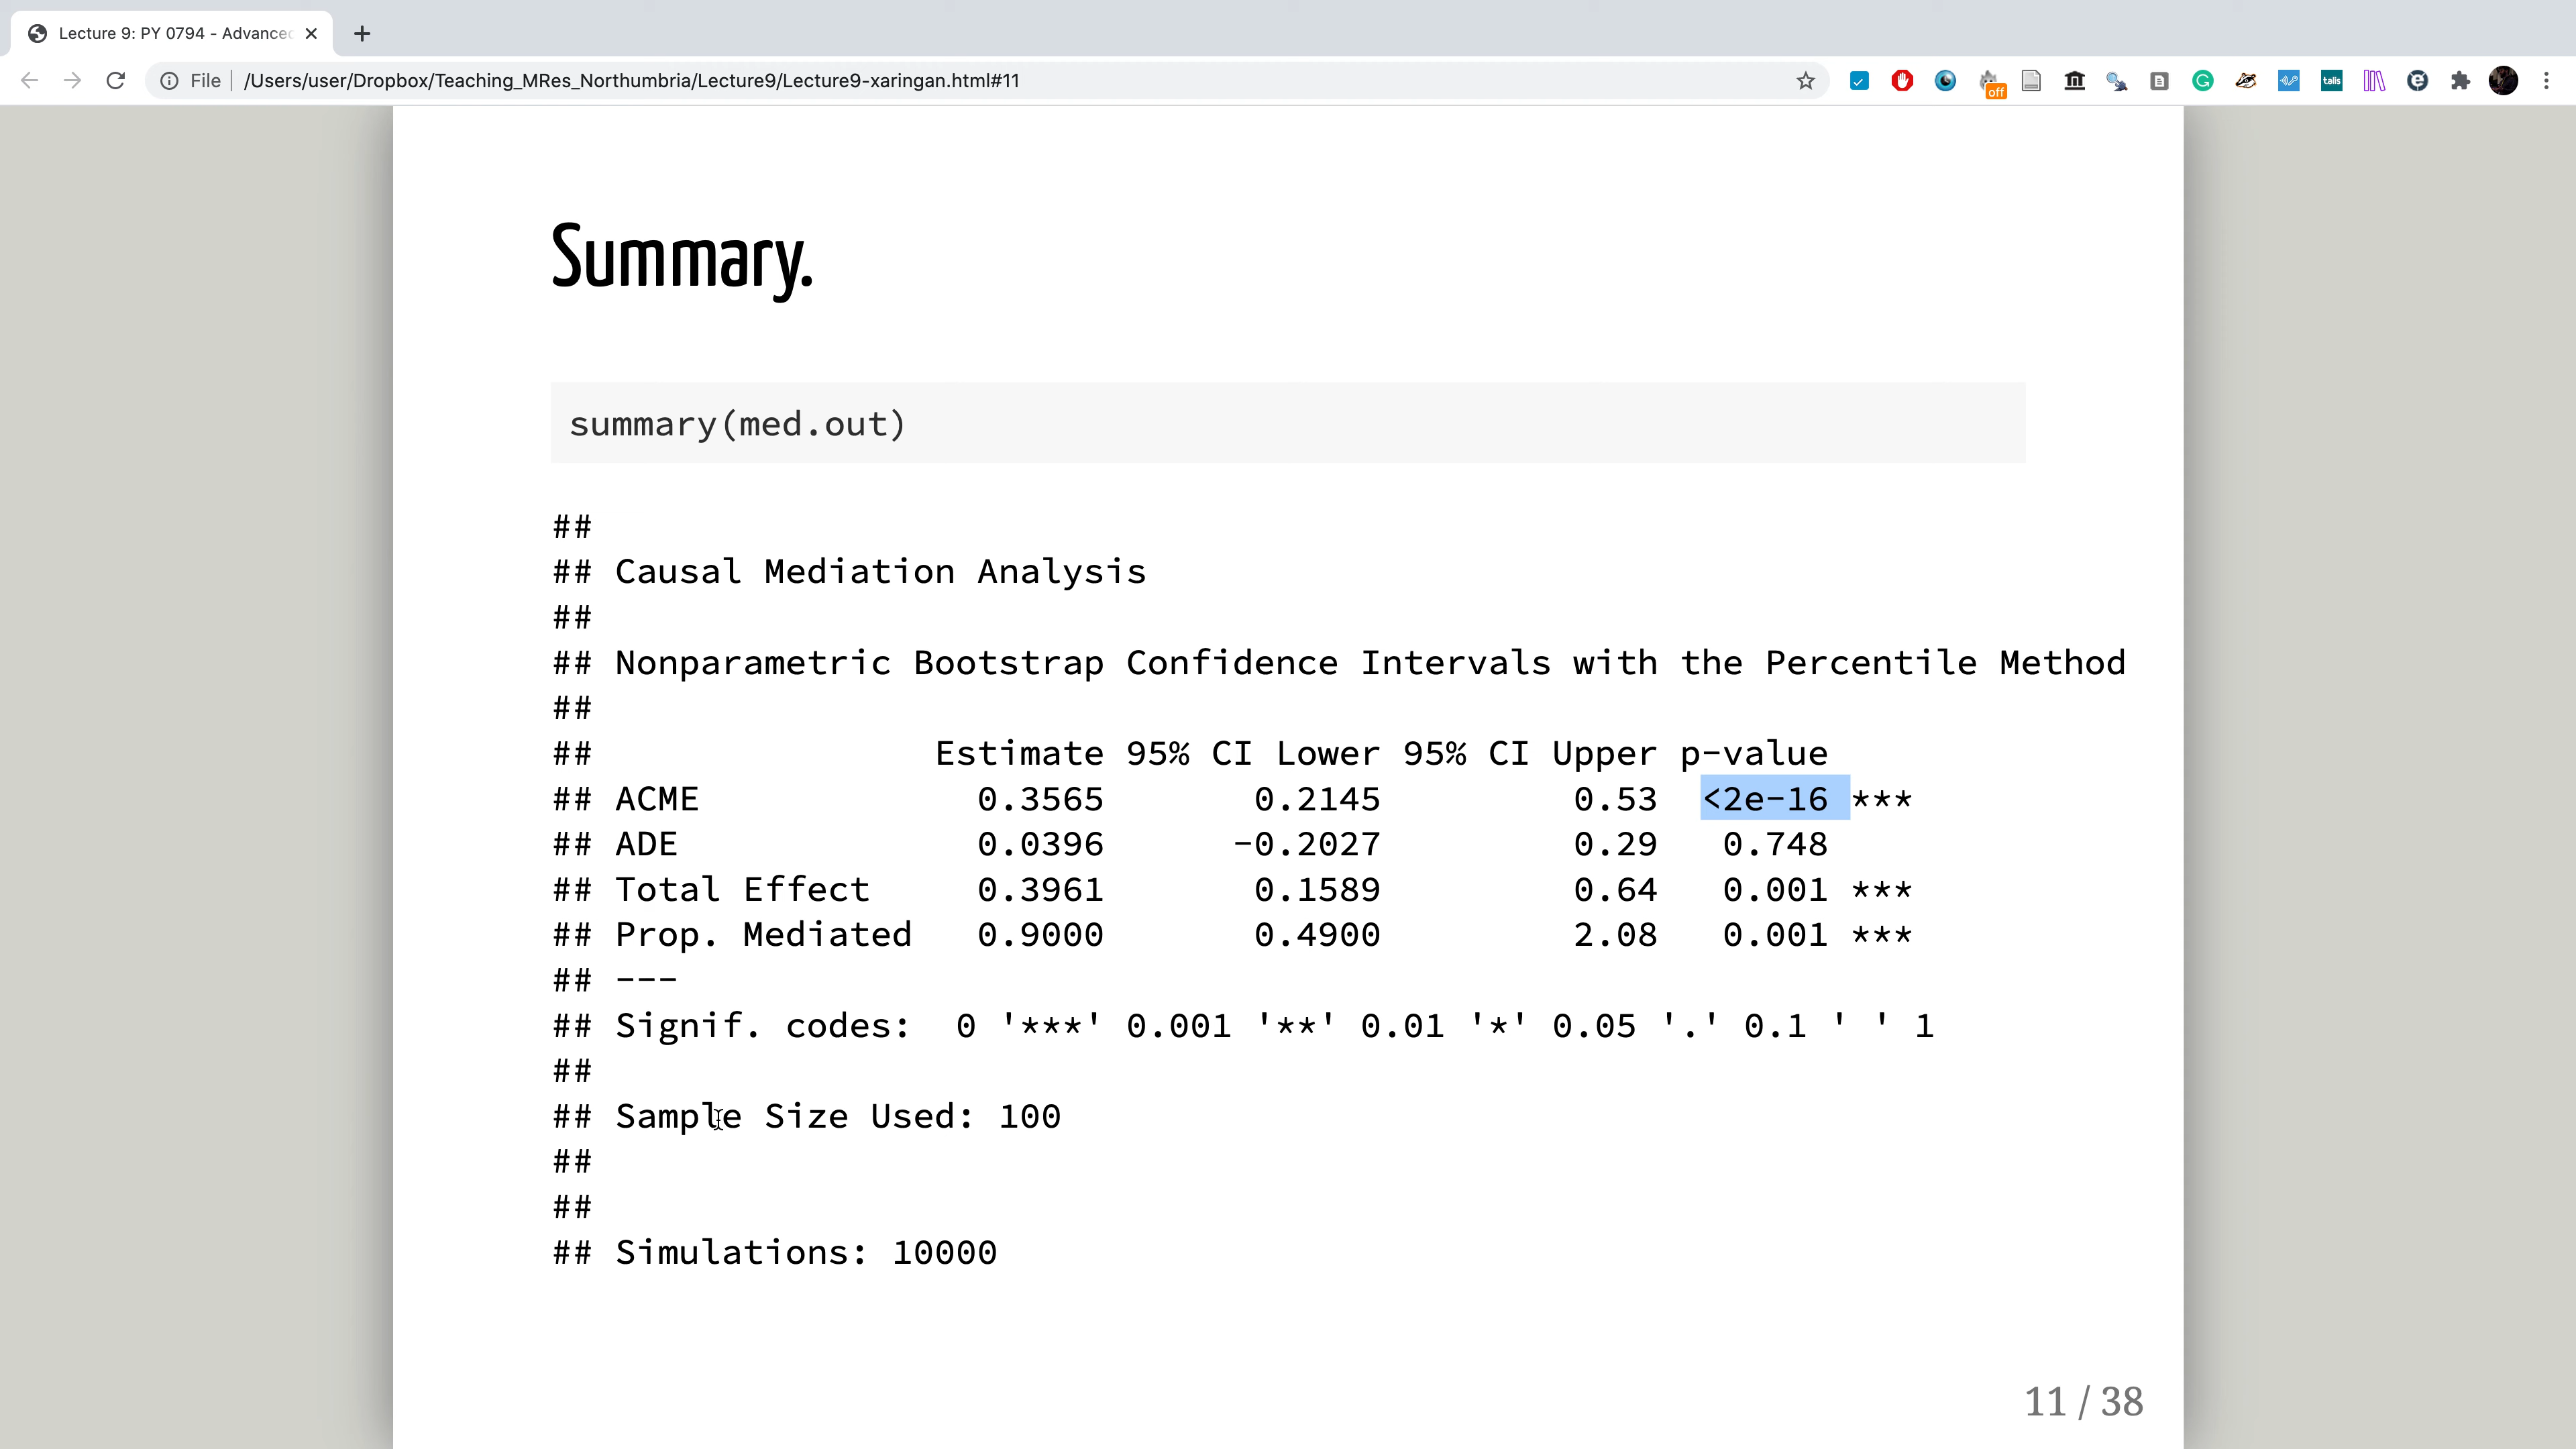 Lecture 9: PY 0794 - Advanced
File /Users/user/Dropbox/Teaching_MRes_Northumbria/Lecture9/Lecture9-xaringan.html#11
off
talis
Summary.
summary(med.out)
##
## Causal Mediation Analysis
##
## Nonparametric Bootstrap Confidence Intervals with the Percentile Method
##
## Estimate 95% CI Lower 95% CI Upper p-value
## ACME 0.3565 0.2145 0.53 <2e-16 ***
## ADE 0.0396 -0.2027 0.29 0.748
## Total Effect 0.3961 0.1589 0.64 0.001 ***
## Prop. Mediated 0.9000 0.4900 2.08 0.001 ***
## ---
## Signif. codes: 0 '***' 0.001 '**' 0.01 '*' 0.05 '.' 0.1 ' ' 1
##
## Sample Size Used: 100
##
##
## Simulations: 10000
11 / 38